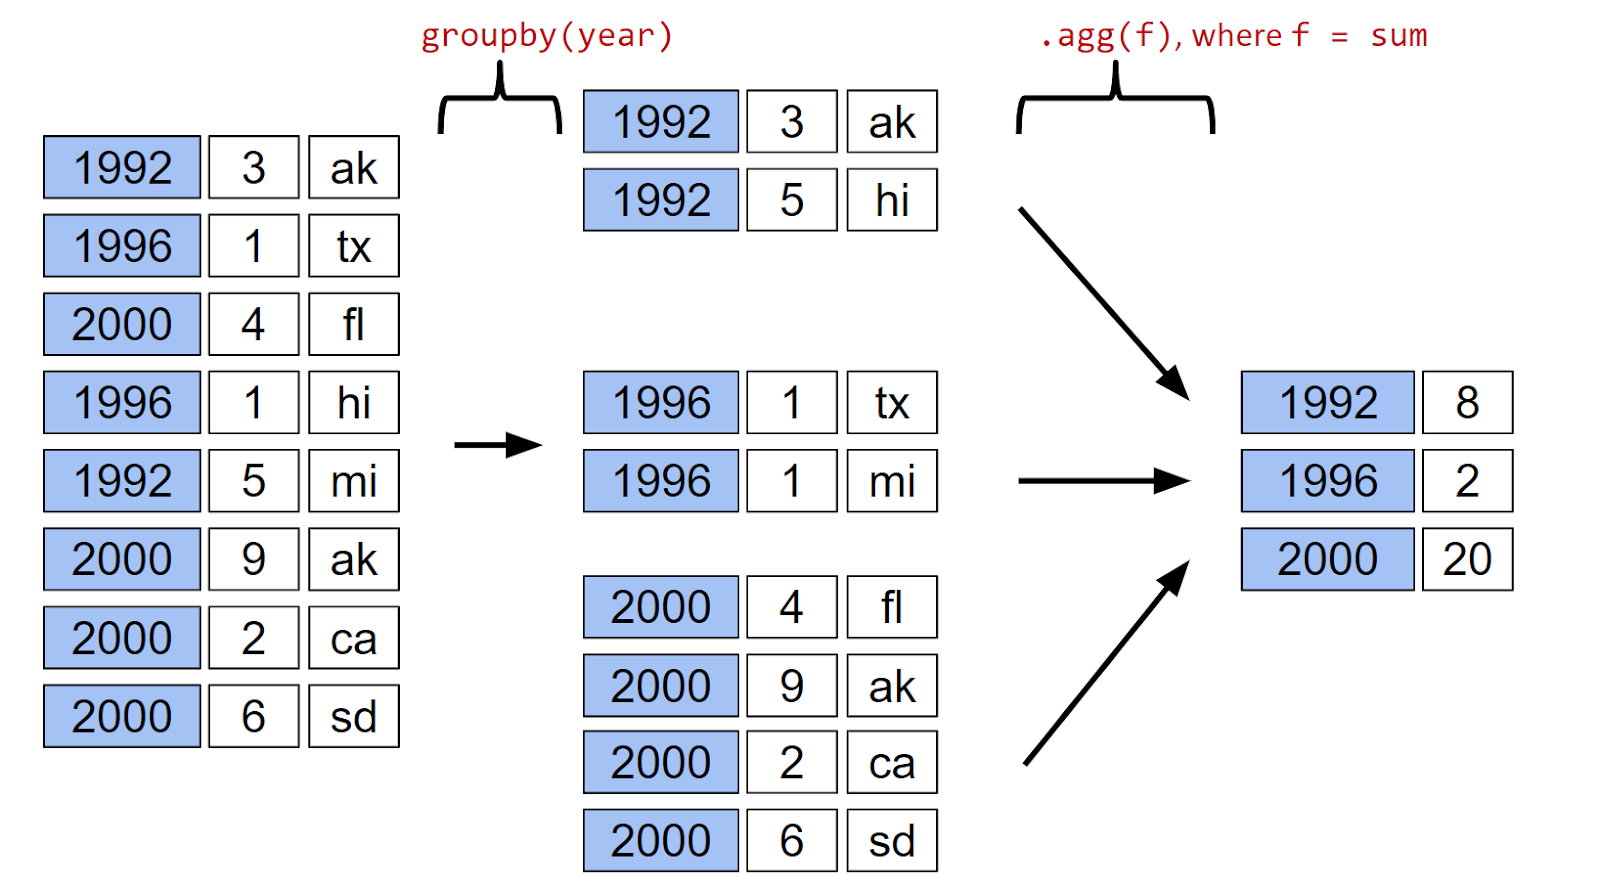 groupby(year)
.agg(f), where f = sum
1992 3 ak
1996 1 tx
2000 4 fl
1996 1 hi
1992 5 mi
2000 9 ak
2000 2 ca
2000 6 sd
1992 3 ak
1992 5 hi
1996 1 tx
1996 1 mi
2000 4 fl
2000 9 ak
2000 2 ca
2000 6 sd
1992 8
1996 2
2000 20